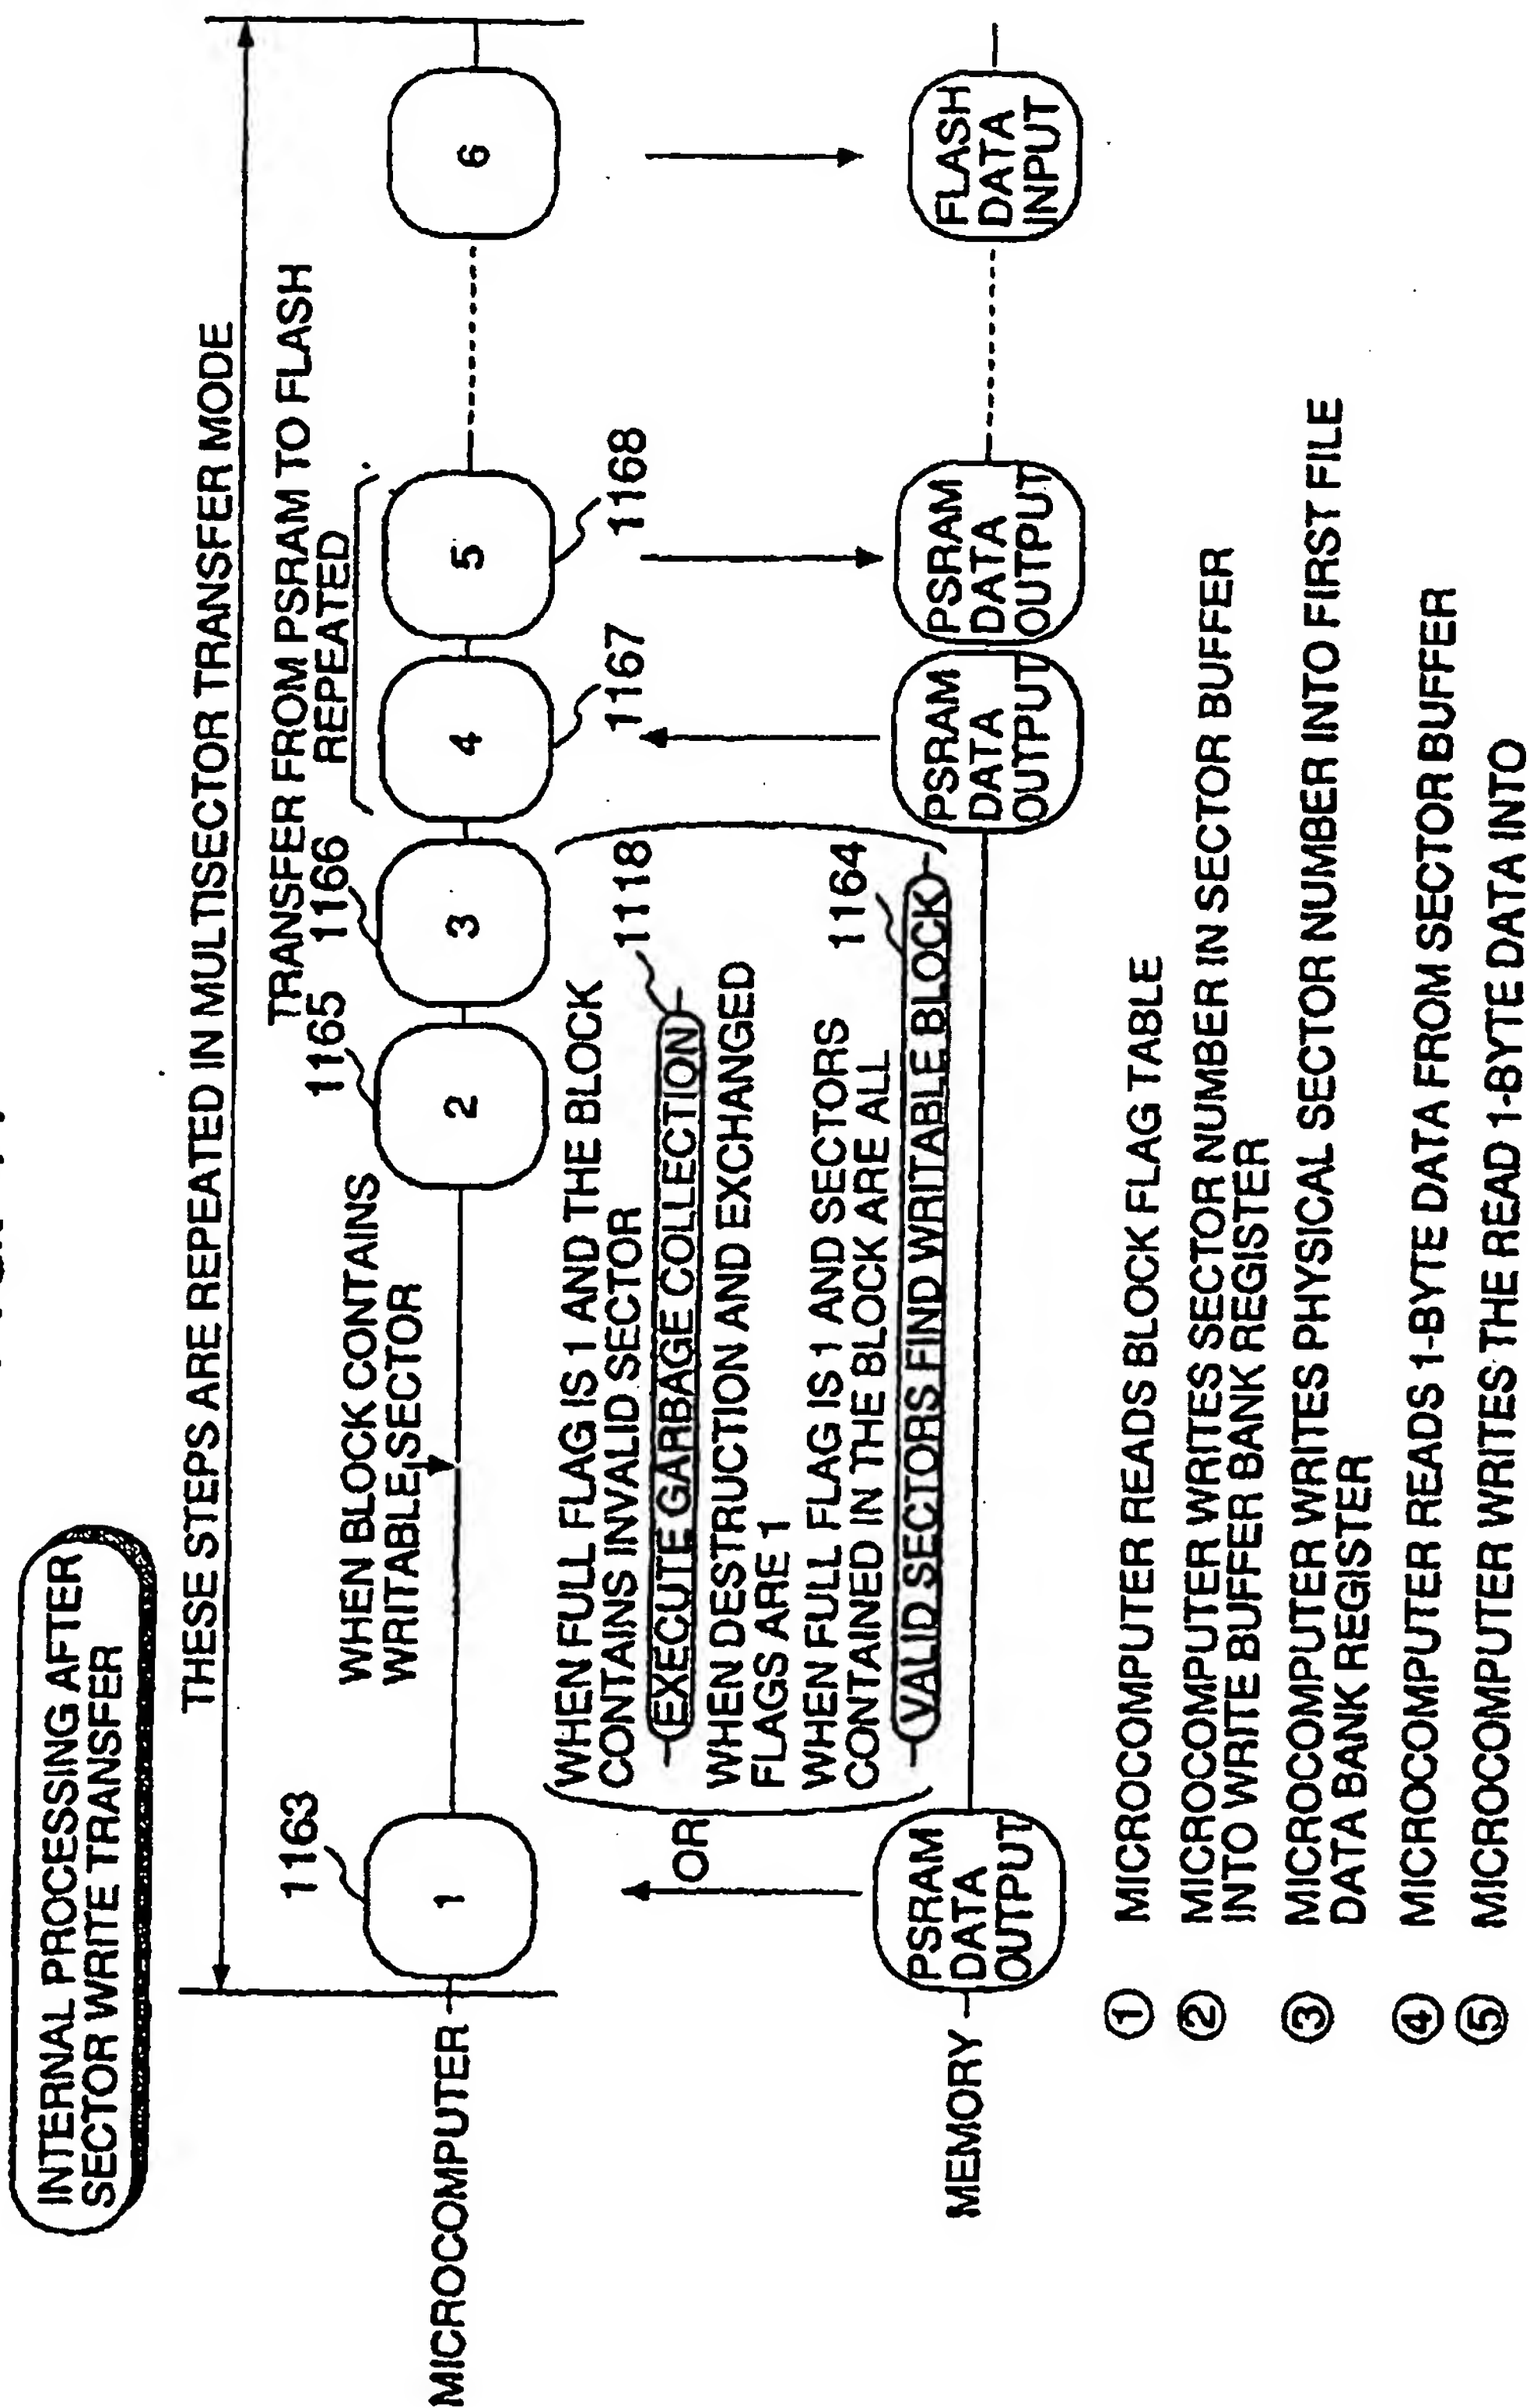 INTERNAL PROCESSING AFTER
SECTOR WRITE TRANSFER
THESE STEPS ARE REPEATED IN MULTISECTOR TRANSFER MODE
TRANSFER FROM PSRAM TO FLASH
REPEATED
WHEN BLOCK CONTAINS
WRITABLE SECTOR
1163
1165
1166
MICROCOMPUTER
1
2
3
4
5
6
1167
1168
OR
WHEN FULL FLAG IS 1 AND THE BLOCK
CONTAINS INVALID SECTOR
1118
EXECUTE GARBAGE COLLECTION
WHEN DESTRUCTION AND EXCHANGED
FLAGS ARE 1
WHEN FULL FLAG IS 1 AND SECTORS
CONTAINED IN THE BLOCK ARE ALL
1164
VALID SECTORS FIND WRITABLE BLOCK
MEMORY
PSRAM
DATA
OUTPUT
PSRAM
DATA
OUTPUT
PSRAM
DATA
OUTPUT
FLASH
DATA
INPUT
① MICROCOMPUTER READS BLOCK FLAG TABLE
② MICROCOMPUTER WRITES SECTOR NUMBER IN SECTOR BUFFER
INTO WRITE BUFFER BANK REGISTER
③ MICROCOMPUTER WRITES PHYSICAL SECTOR NUMBER INTO FIRST FILE
DATA BANK REGISTER
④ MICROCOMPUTER READS 1-BYTE DATA FROM SECTOR BUFFER
⑤ MICROCOMPUTER WRITES THE READ 1-BYTE DATA INTO